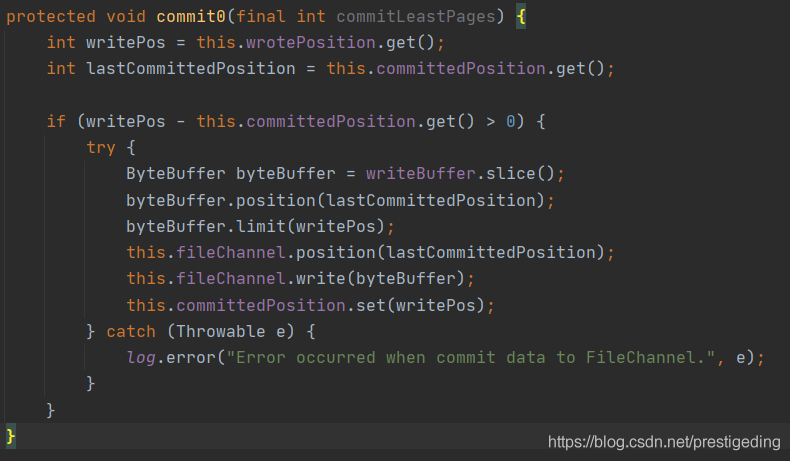 protected void commit0(final int commitLeastPages) {
    int writePos = this.wrotePosition.get();
    int lastCommittedPosition = this.committedPosition.get();

    if (writePos - this.committedPosition.get() > 0) {
        try {
            ByteBuffer byteBuffer = writeBuffer.slice();
            byteBuffer.position(lastCommittedPosition);
            byteBuffer.limit(writePos);
            this.fileChannel.position(lastCommittedPosition);
            this.fileChannel.write(byteBuffer);
            this.committedPosition.set(writePos);
        } catch (Throwable e) {
            log.error("Error occurred when commit data to FileChannel.", e);
        }
    }
}
https://blog.csdn.net/prestigeding